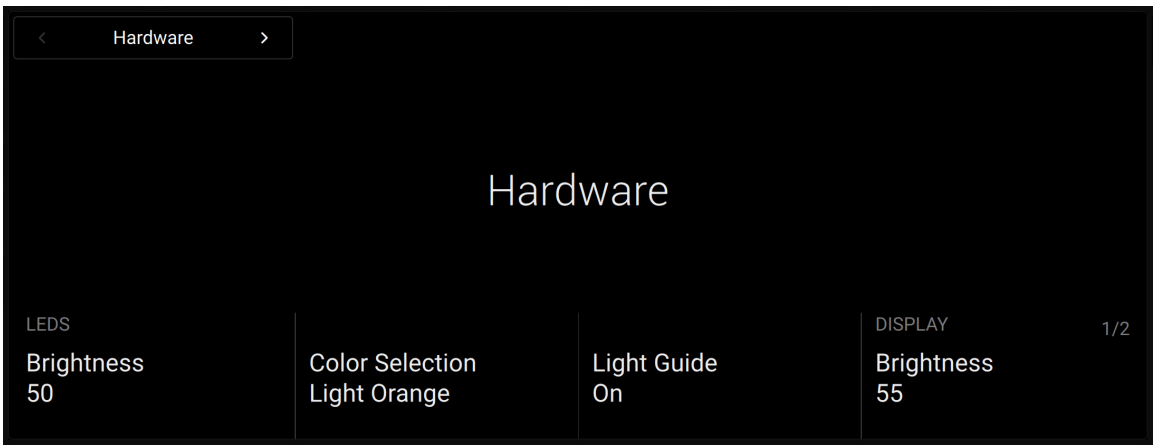 Hardware
Hardware
LEDS
Brightness
50
Color Selection
Light Orange
Light Guide
On
DISPLAY
1/2
Brightness
55